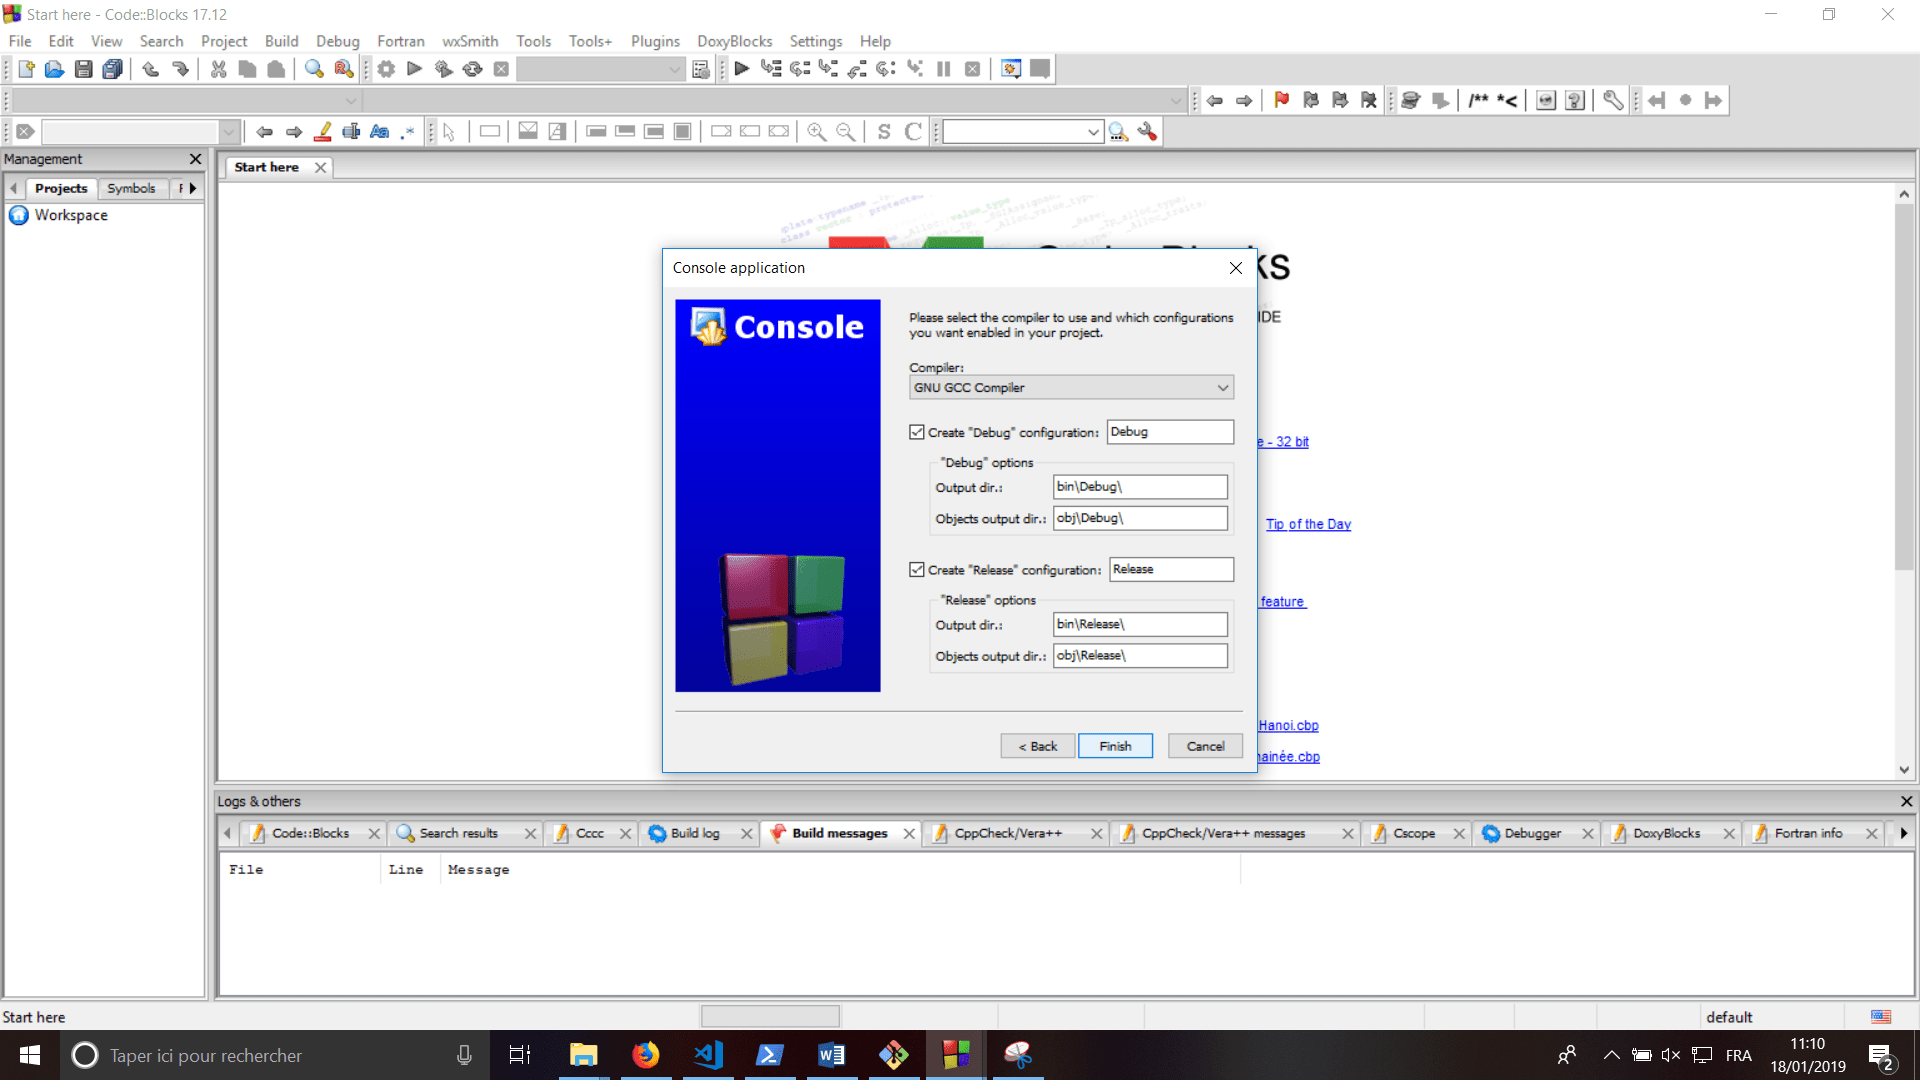 Start here - Code::Blocks 17.12
File Edit View Search Project Build Debug Fortran wxSmith Tools Tools+ Plugins DoxyBlocks Settings Help
/** *<
Management
Start here
Projects Symbols
Workspace
Console application
ks
IDE
Console
Please select the compiler to use and which configurations
you want enabled in your project.
Compiler:
GNU GCC Compiler
Create "Debug" configuration: Debug
"Debug" options
Output dir.: bin\Debug\
Objects output dir.: obj\Debug\
Create "Release" configuration: Release
"Release" options
Output dir.: bin\Release\
Objects output dir.: obj\Release\
< Back Finish Cancel
e - 32 bit
Tip of the Day
feature
Hanoi.cbp
ainée.cbp
Logs & others
Code::Blocks Search results Cccc Build log Build messages CppCheck/Vera++ CppCheck/Vera++ messages Cscope Debugger DoxyBlocks Fortran info
File Line Message
Start here default
Taper ici pour rechercher
FRA
11:10
18/01/2019
2